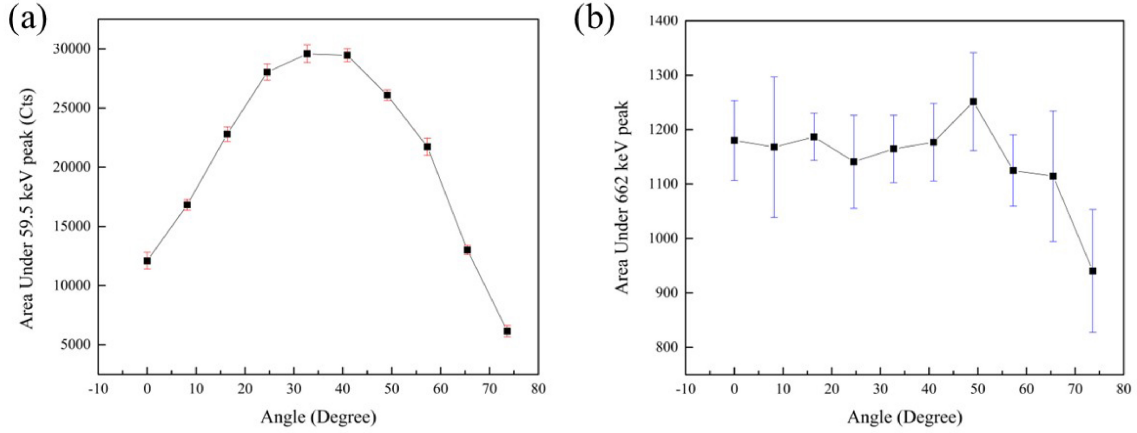 (a)
30000
25000
20000
15000
10000
5000
Area Under 59.5 keV peak (Cts)
-10 0 10 20 30 40 50 60 70 80
Angle (Degree)
(b)
1400
1300
1200
1100
1000
900
800
Area Under 662 keV peak
-10 0 10 20 30 40 50 60 70 80
Angle (Degree)